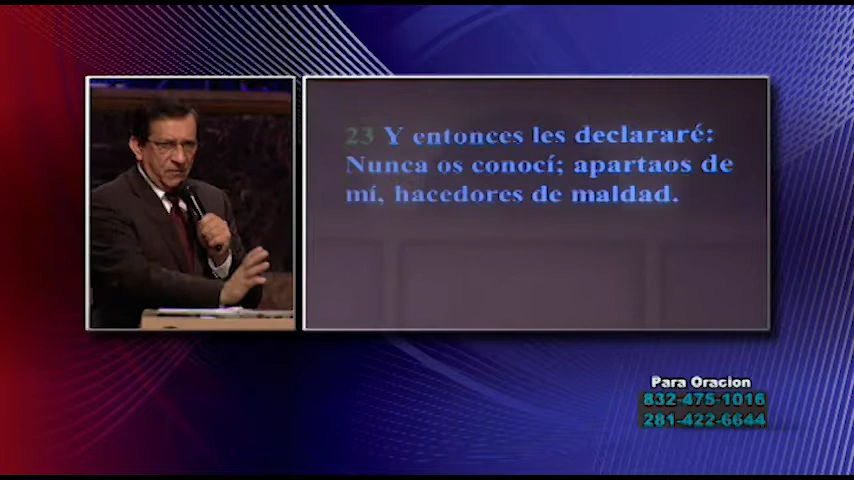 23 Y entonces les declararé:
Nunca os conocí; apartaos de
mí, hacedores de maldad.
Para Oracion
832-475-1016
281-422-6644